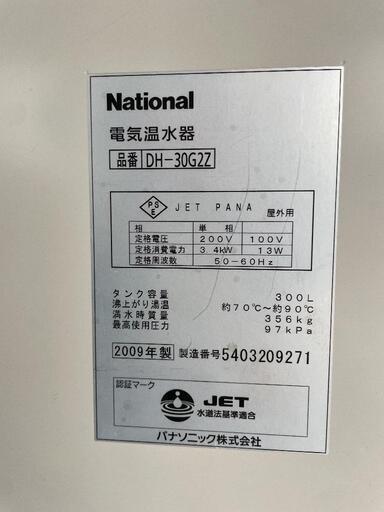 National
電気温水器
品番 DH-30G2Z
PSE JET PANA 屋外用
相 単相
定格電圧 200V 100V
定格消費電力 3.4kW 13W
定格周波数 50-60Hz
タンク容量 300L
沸上がり湯温 約70℃~約90℃
満水時質量 356kg
最高使用圧力 97kPa
2009年製 製造番号5403209271
認証マーク
JET
水道法基準適合
パナソニック株式会社